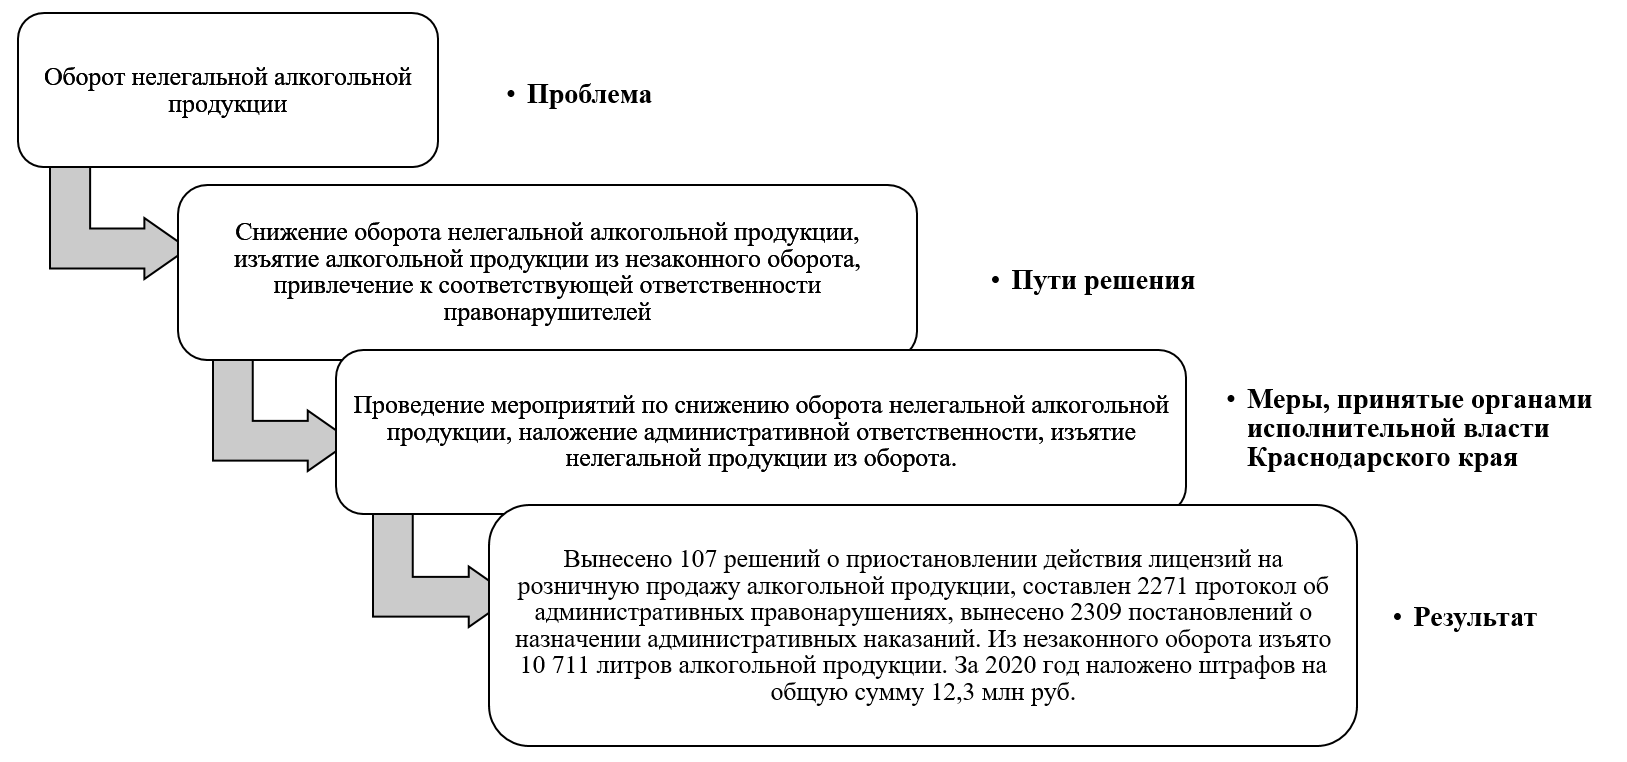 Оборот нелегальной алкогольной
продукции
• Проблема
Снижение оборота нелегальной алкогольной продукции,
изъятие алкогольной продукции из незаконного оборота,
привлечение к соответствующей ответственности
правонарушителей
• Пути решения
Проведение мероприятий по снижению оборота нелегальной алкогольной
продукции, наложение административной ответственности, изъятие
нелегальной продукции из оборота.
• Меры, принятые органами
исполнительной власти
Краснодарского края
Вынесено 107 решений о приостановлении действия лицензий на
розничную продажу алкогольной продукции, составлен 2271 протокол об
административных правонарушениях, вынесено 2309 постановлений о
назначении административных наказаний. Из незаконного оборота изъято
10 711 литров алкогольной продукции. За 2020 год наложено штрафов на
общую сумму 12,3 млн руб.
• Результат